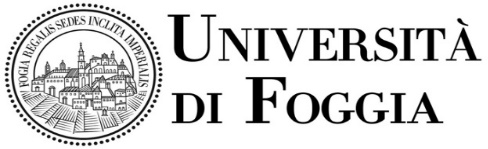 FOGIA REGALIS SEDES INCLITA IMPERIALIS
UNIVERSITÀ
DI FOGGIA